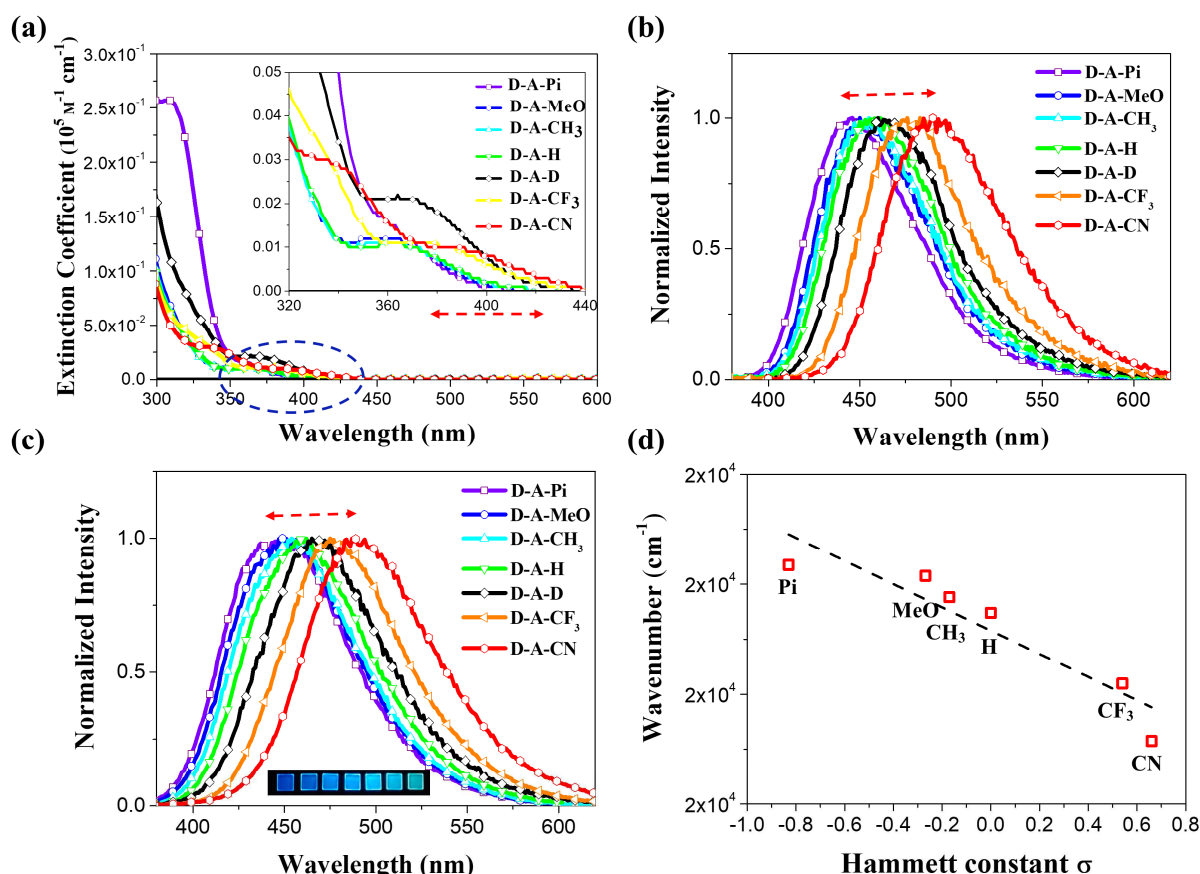 (a)
3.0x10⁻¹
2.5x10⁻¹
2.0x10⁻¹
1.5x10⁻¹
1.0x10⁻¹
5.0x10⁻²
0.0
Extinction Coefficient (10⁵ M⁻¹ cm⁻¹)
0.05
0.04
0.03
0.02
0.01
0.00
320 360 400 440
D-A-Pi
D-A-MeO
D-A-CH₃
D-A-H
D-A-D
D-A-CF₃
D-A-CN
300 350 400 450 500 550 600
Wavelength (nm)
(b)
1.0
0.5
0.0
Normalized Intensity
D-A-Pi
D-A-MeO
D-A-CH₃
D-A-H
D-A-D
D-A-CF₃
D-A-CN
400 450 500 550 600
Wavelength (nm)
(c)
1.0
0.5
0.0
Normalized Intensity
D-A-Pi
D-A-MeO
D-A-CH₃
D-A-H
D-A-D
D-A-CF₃
D-A-CN
400 450 500 550 600
Wavelength (nm)
(d)
2x10⁴
2x10⁴
2x10⁴
2x10⁴
Wavenumber (cm⁻¹)
Pi
MeO
CH₃
H
CF₃
CN
-1.0 -0.8 -0.6 -0.4 -0.2 0.0 0.2 0.4 0.6 0.8
Hammett constant σ